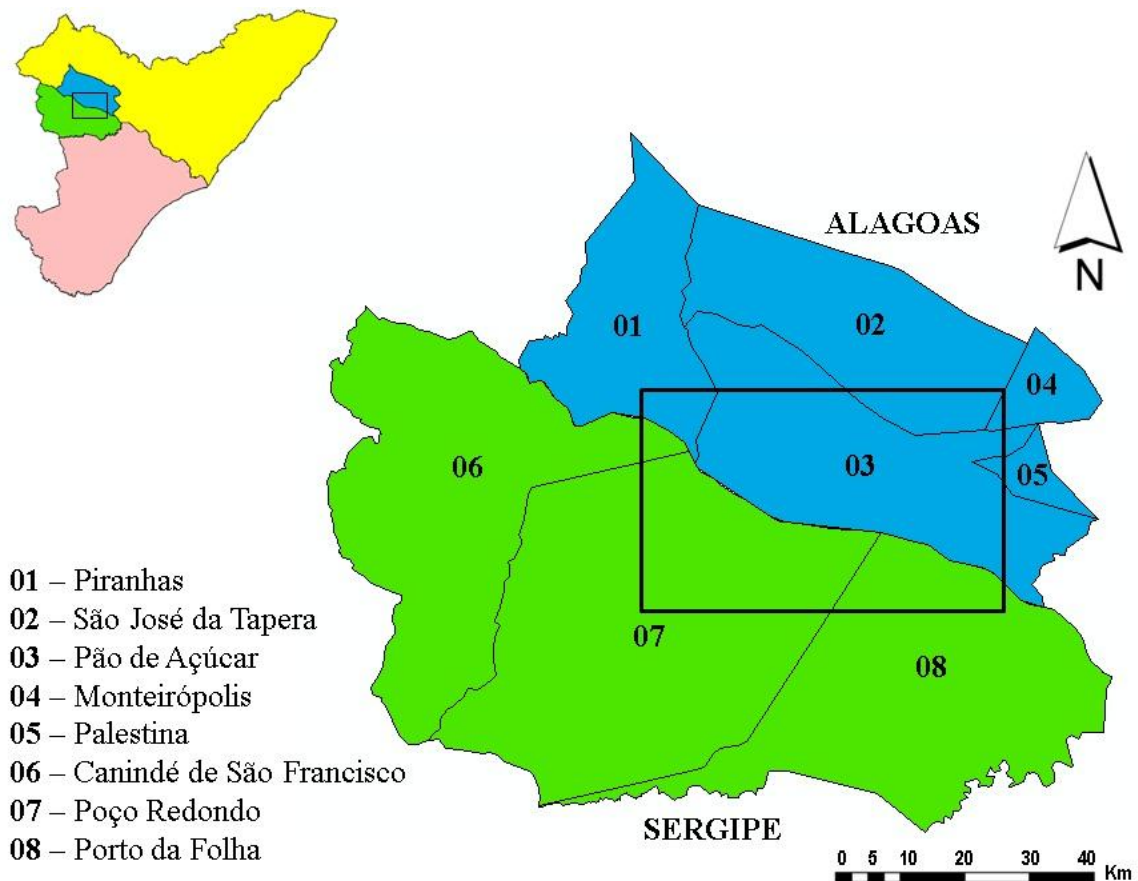 ALAGOAS
N
01
02
04
03
05
06
07
08
01 – Piranhas
02 – São José da Tapera
03 – Pão de Açúcar
04 – Monteirópolis
05 – Palestina
06 – Canindé de São Francisco
07 – Poço Redondo
08 – Porto da Folha
SERGIPE
0 5 10 20 30 40
Km